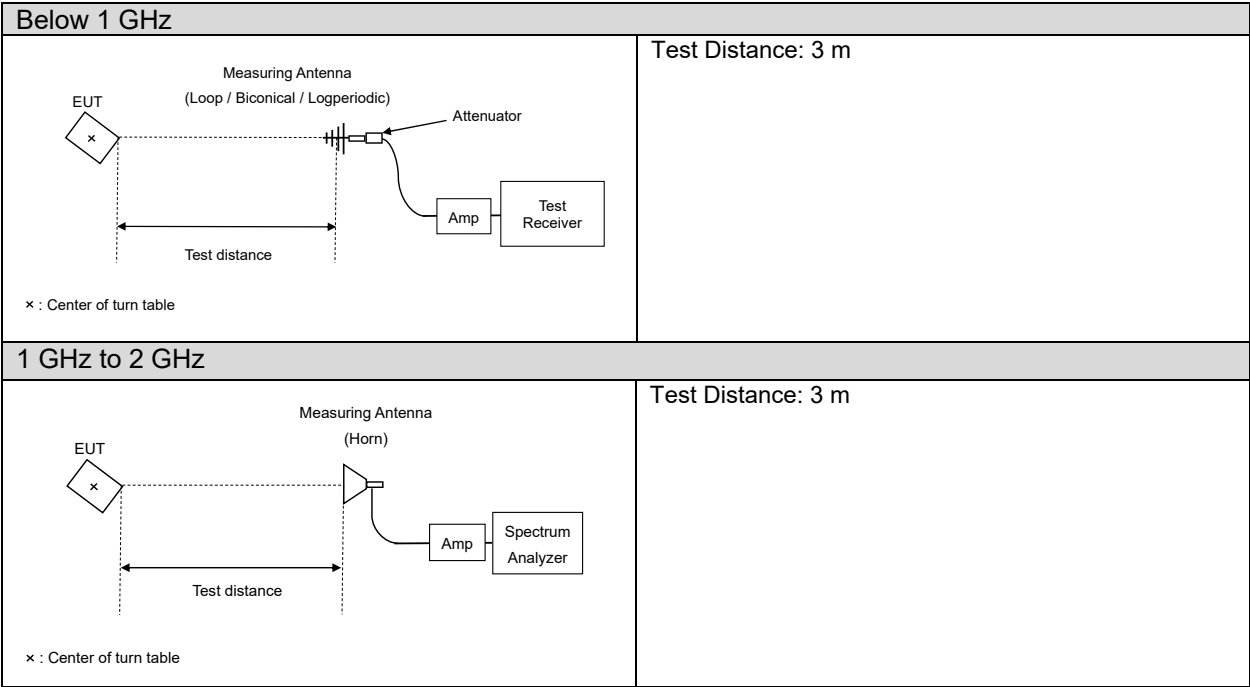 Below 1 GHz
Test Distance: 3 m
Measuring Antenna
(Loop / Biconical / Logperiodic)
EUT
Attenuator
×
Amp
Test
Receiver
Test distance
× : Center of turn table
1 GHz to 2 GHz
Test Distance: 3 m
Measuring Antenna
(Horn)
EUT
×
Amp
Spectrum
Analyzer
Test distance
× : Center of turn table